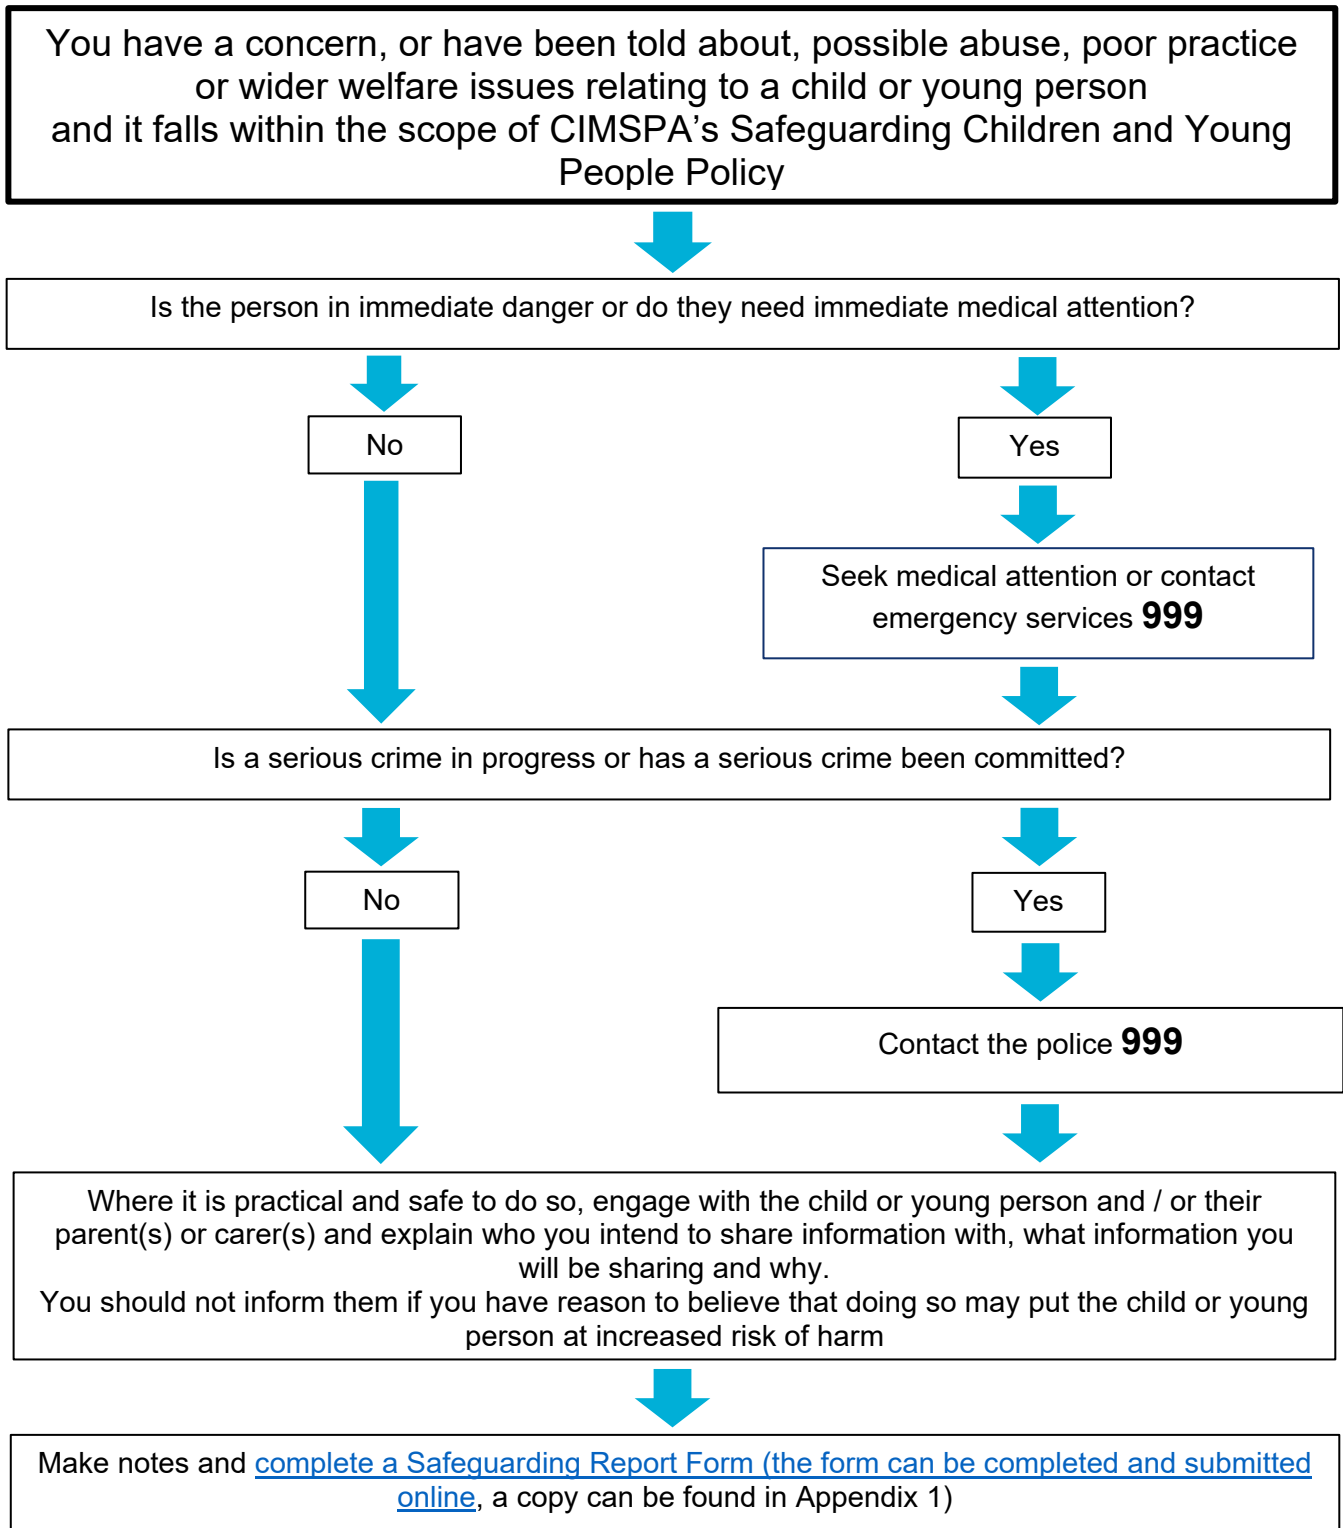 You have a concern, or have been told about, possible abuse, poor practice
or wider welfare issues relating to a child or young person
and it falls within the scope of CIMSPA's Safeguarding Children and Young
People Policy
Is the person in immediate danger or do they need immediate medical attention?
No
Yes
Seek medical attention or contact
emergency services 999
Is a serious crime in progress or has a serious crime been committed?
No
Yes
Contact the police 999
Where it is practical and safe to do so, engage with the child or young person and / or their
parent(s) or carer(s) and explain who you intend to share information with, what information you
will be sharing and why.
You should not inform them if you have reason to believe that doing so may put the child or young
person at increased risk of harm
Make notes and complete a Safeguarding Report Form (the form can be completed and submitted
online, a copy can be found in Appendix 1)